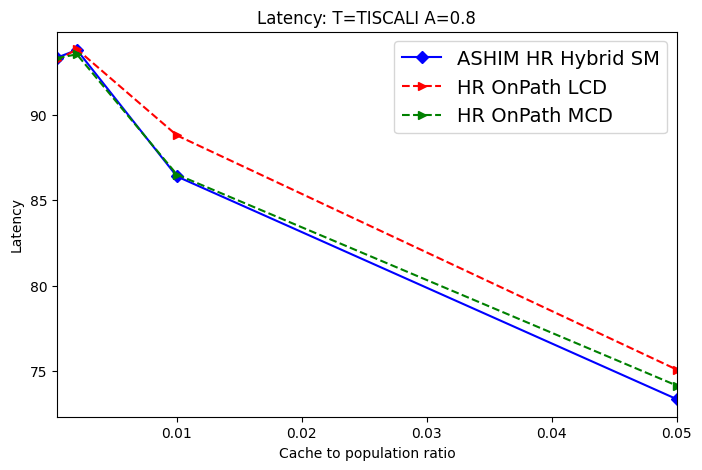 Latency: T=TISCALI A=0.8
ASHIM HR Hybrid SM
HR OnPath LCD
HR OnPath MCD
Latency
90
85
80
75
0.01
0.02
0.03
0.04
0.05
Cache to population ratio